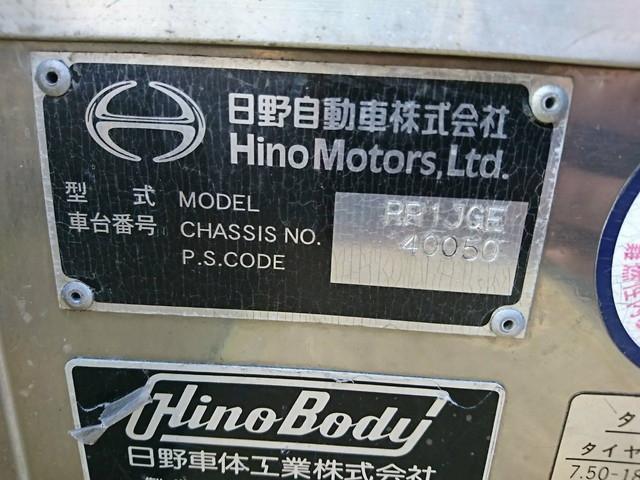 日野自動車株式会社
Hino Motors, Ltd.
型 式 MODEL RR1JGE
車台番号 CHASSIS NO. 40050
P.S.CODE
HinoBody
日野車体工業株式会社
タ
タイヤ
7.50-18